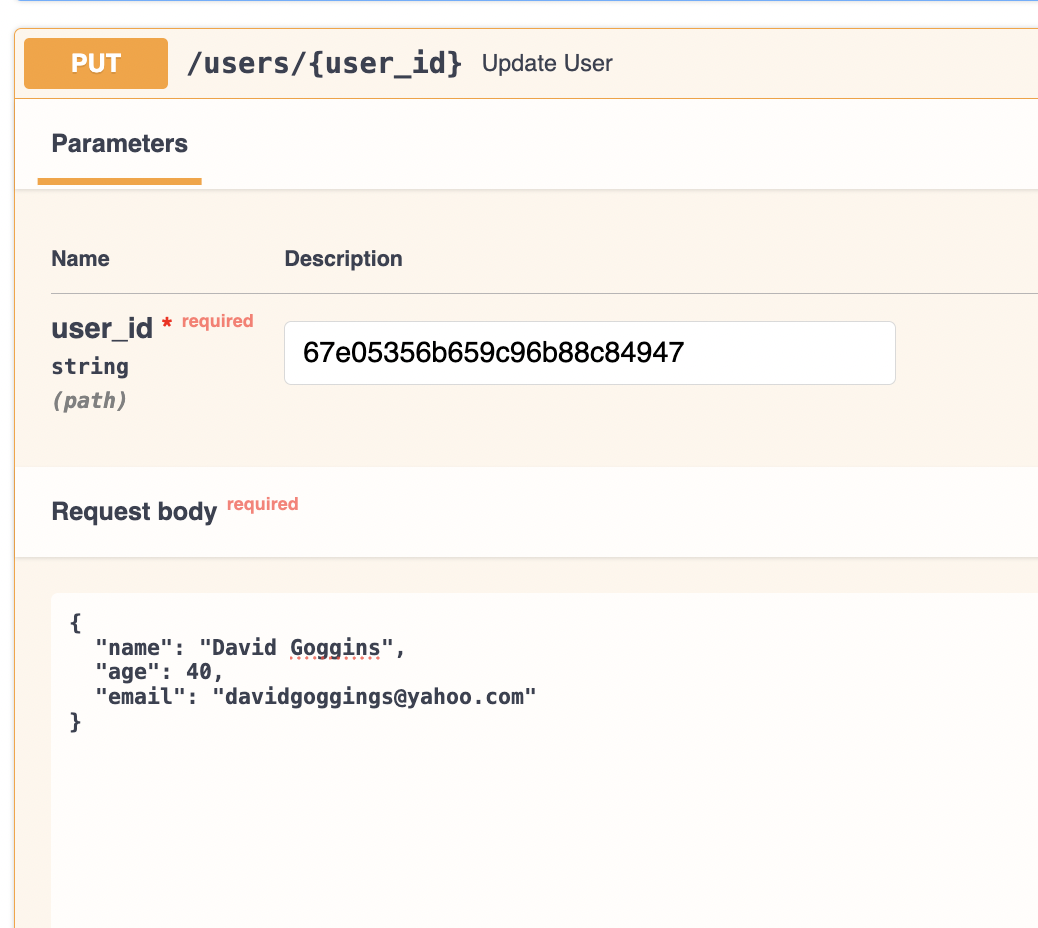 PUT /users/{user_id} Update User
Parameters
Name Description
user_id * required 67e05356b659c96b88c84947
string
(path)
Request body required
{
"name": "David Goggins",
"age": 40,
"email": "davidgoggings@yahoo.com"
}